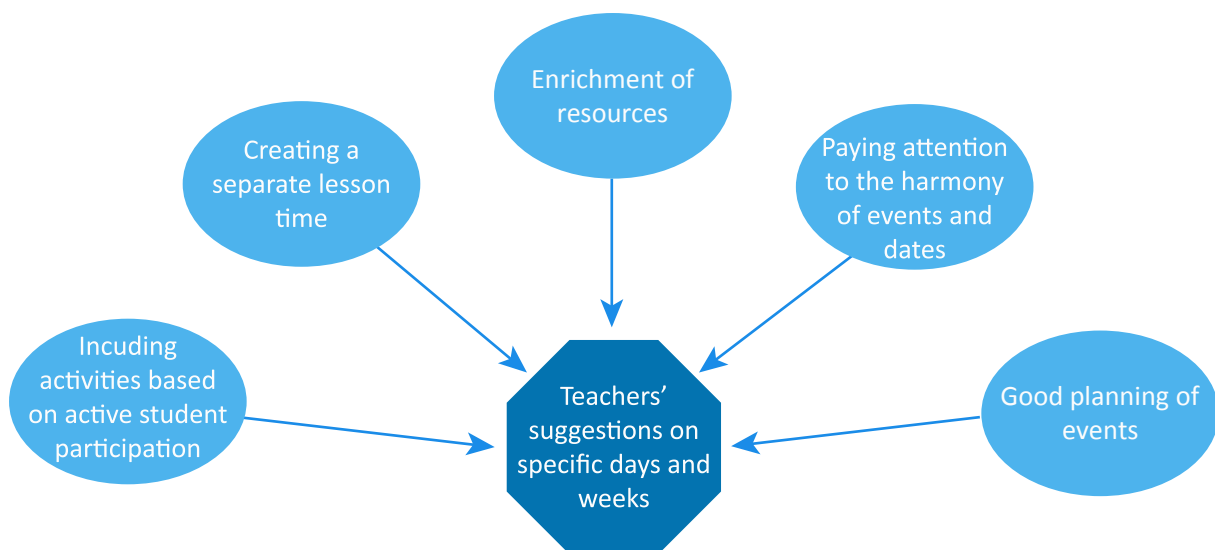 Enrichment of
resources
Creating a
separate lesson
time
Paying attention
to the harmony
of events and
dates
Incuding
activities based
on active student
participation
Teachers’
suggestions on
specific days and
weeks
Good planning of
events